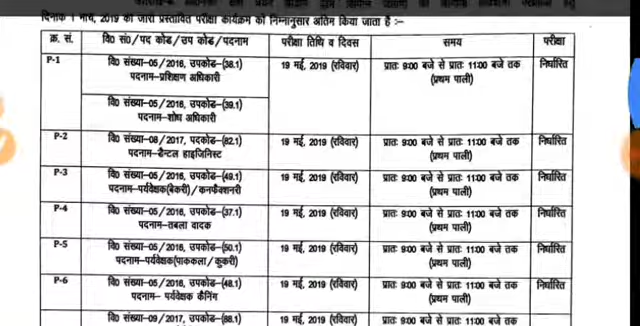 दिनांक 1 मार्च, 2019 को जारी प्रस्तावित परीक्षा कार्यक्रम को निम्नानुसार अंतिम किया जाता है :–
क्र. सं. वि0 सं0/पद कोड/उप कोड/पदनाम परीक्षा तिथि व दिवस समय परीक्षा
P-1 वि0 संख्या–05/2016, उपकोड–(38.1) 19 मई, 2019 (रविवार) प्रातः 9:00 बजे से प्रातः 11:00 बजे तक निर्धारित
पदनाम–प्रशिक्षण अधिकारी (प्रथम पाली)
वि0 संख्या–05/2016, उपकोड–(39.1)
पदनाम–शोध अधिकारी
P-2 वि0 संख्या–08/2017, पदकोड–(82.1) 19 मई, 2019 (रविवार) प्रातः 9:00 बजे से प्रातः 11:00 बजे तक निर्धारित
पदनाम–डैन्टल हाइजिनिस्ट (प्रथम पाली)
P-3 वि0 संख्या–05/2016, उपकोड–(49.1) 19 मई, 2019 (रविवार) प्रातः 9:00 बजे से प्रातः 11:00 बजे तक निर्धारित
पदनाम–पर्यवेक्षक(बेकरी)/कनफैक्शनरी (प्रथम पाली)
P-4 वि0 संख्या–05/2016, उपकोड–(37.1) 19 मई, 2019 (रविवार) प्रातः 9:00 बजे से प्रातः 11:00 बजे तक निर्धारित
पदनाम–तबला वादक (प्रथम पाली)
P-5 वि0 संख्या–05/2016, उपकोड–(50.1) 19 मई, 2019 (रविवार) प्रातः 9:00 बजे से प्रातः 11:00 बजे तक निर्धारित
पदनाम–पर्यवेक्षक(पाककला/कुकरी) (प्रथम पाली)
P-6 वि0 संख्या–05/2016, उपकोड–(48.1) 19 मई, 2019 (रविवार) प्रातः 9:00 बजे से प्रातः 11:00 बजे तक निर्धारित
पदनाम– पर्यवेक्षक कैनिंग (प्रथम पाली)
वि0 संख्या–09/2017, उपकोड–(88.1) 19 मई, 2019 (रविवार) प्रातः 9:00 बजे से प्रातः 11:00 बजे तक